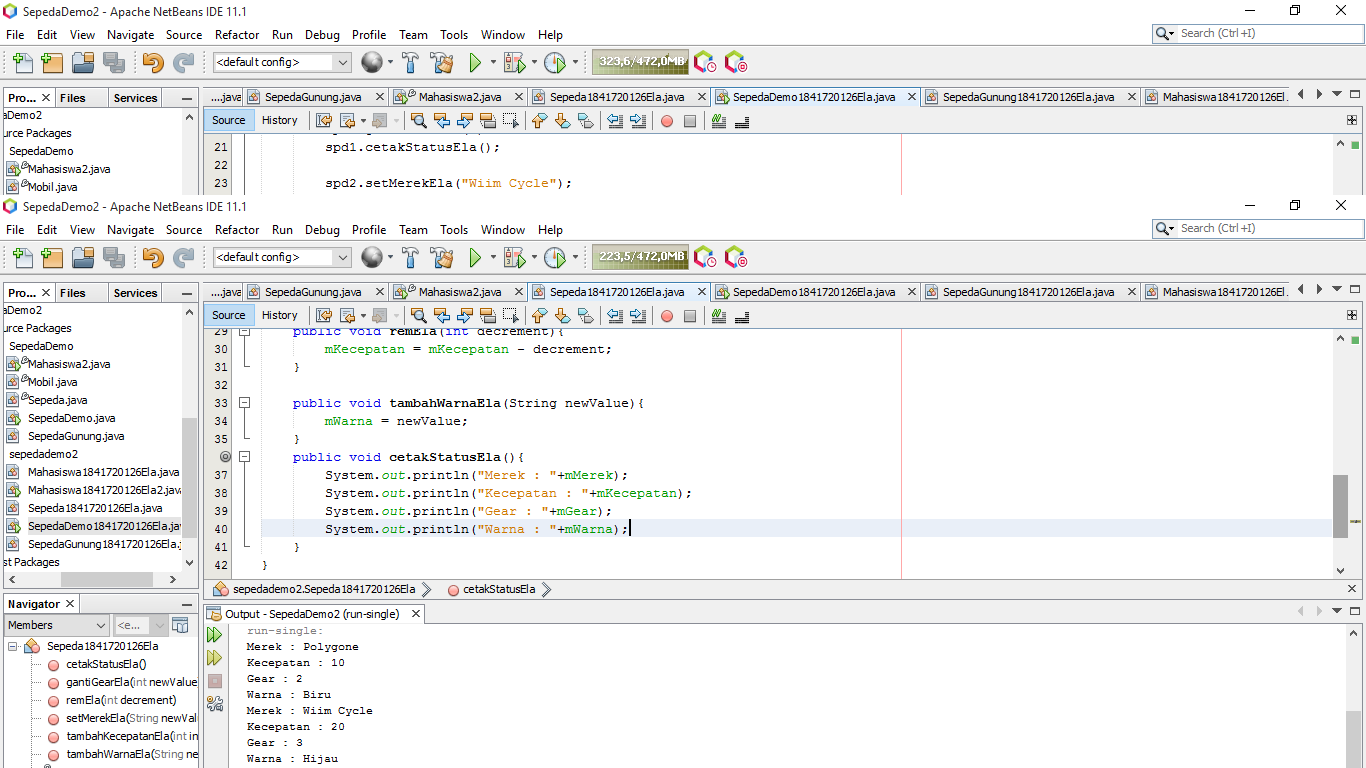 SepedaDemo2 - Apache NetBeans IDE 11.1
File Edit View Navigate Source Refactor Run Debug Profile Team Tools Window Help
Search (Ctrl+I)
<default config>
323,6/472,0MB
Pro... Files Services
....java SepedaGunung.java Mahasiswa2.java Sepeda1841720126Ela.java SepedaDemo1841720126Ela.java SepedaGunung1841720126Ela.java Mahasiswa1841720126El.
Source History
aDemo2
urce Packages
SepedaDemo
Mahasiswa2.java
Mobil.java
21 spd1.cetakStatusEla();
22
23 spd2.setMerekEla("Wiim Cycle");
SepedaDemo2 - Apache NetBeans IDE 11.1
File Edit View Navigate Source Refactor Run Debug Profile Team Tools Window Help
Search (Ctrl+I)
<default config>
223,5/472,0MB
Pro... Files Services
....java SepedaGunung.java Mahasiswa2.java Sepeda1841720126Ela.java SepedaDemo1841720126Ela.java SepedaGunung1841720126Ela.java Mahasiswa1841720126El.
Source History
aDemo2
urce Packages
SepedaDemo
Mahasiswa2.java
Mobil.java
Sepeda.java
SepedaDemo.java
SepedaGunung.java
sepedademo2
Mahasiswa1841720126Ela.java
Mahasiswa1841720126Ela2.java
Sepeda1841720126Ela.java
SepedaDemo1841720126Ela.jav
SepedaGunung1841720126Ela.j
st Packages
29 public void remEla(int decrement){
30 mKecepatan = mKecepatan - decrement;
31 }
32
33 public void tambahWarnaEla(String newValue){
34 mWarna = newValue;
35 }
public void cetakStatusEla(){
37 System.out.println("Merek : "+mMerek);
38 System.out.println("Kecepatan : "+mKecepatan);
39 System.out.println("Gear : "+mGear);
40 System.out.println("Warna : "+mWarna);
41 }
42 }
sepedademo2.Sepeda1841720126Ela cetakStatusEla
Navigator
Members <e...
Sepeda1841720126Ela
cetakStatusEla()
gantiGearEla(int newValue
remEla(int decrement)
setMerekEla(String newVal
tambahKecepatanEla(int in
tambahWarnaEla(String ne
Output - SepedaDemo2 (run-single)
run-single:
Merek : Polygone
Kecepatan : 10
Gear : 2
Warna : Biru
Merek : Wiim Cycle
Kecepatan : 20
Gear : 3
Warna : Hijau